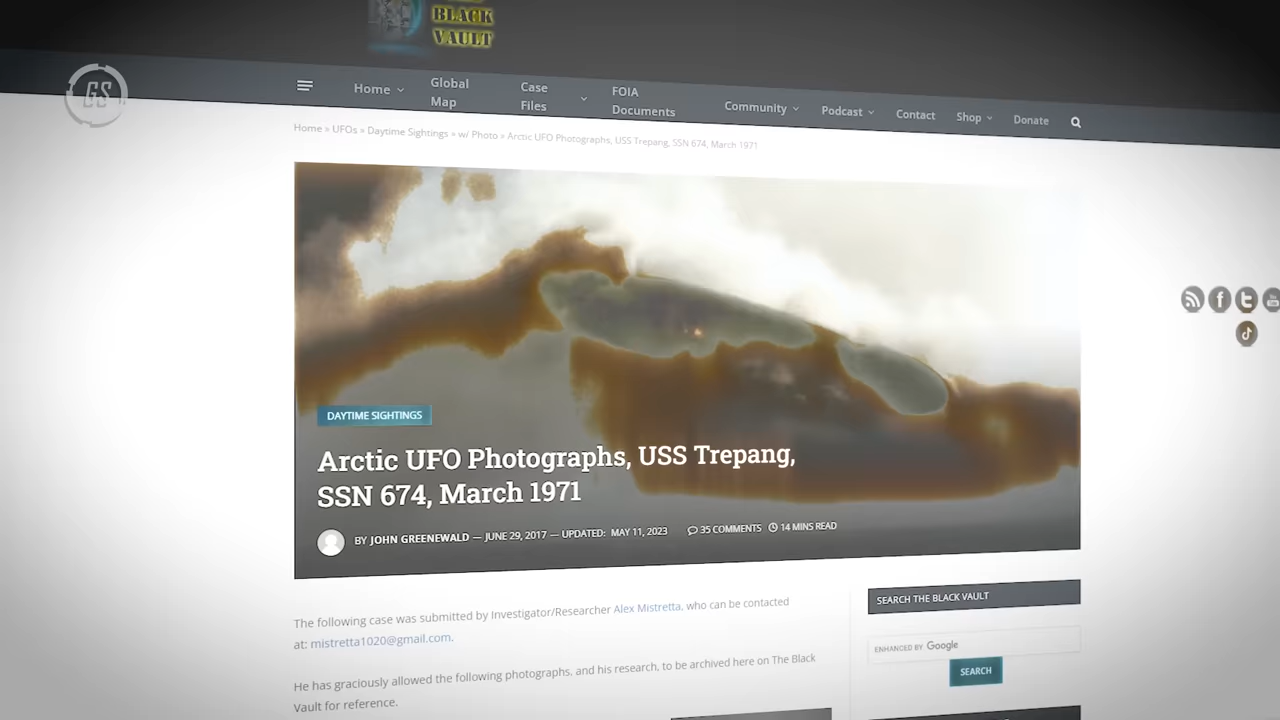 BLACK
VAULT
GS
Home
Global
Map
Case
Files
FOIA
Documents
Community
Podcast
Contact
Shop
Donate
Home » UFOs » Daytime Sightings » w/ Photo » Arctic UFO Photographs, USS Trepang, SSN 674, March 1971
DAYTIME SIGHTINGS
Arctic UFO Photographs, USS Trepang,
SSN 674, March 1971
BY JOHN GREENEWALD — JUNE 29, 2017 — UPDATED: MAY 11, 2023 35 COMMENTS 14 MINS READ
The following case was submitted by Investigator/Researcher Alex Mistretta, who can be contacted
at: mistretta1020@gmail.com.
He has graciously allowed the following photographs, and his research, to be archived here on The Black
Vault for reference.
SEARCH THE BLACK VAULT
ENHANCED BY Google
SEARCH